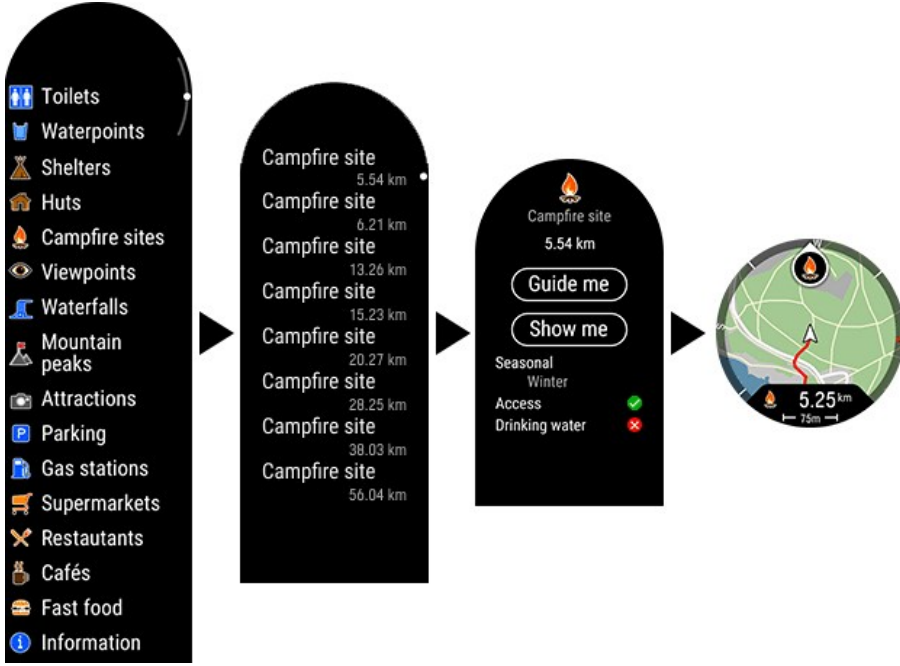 Toilets
Waterpoints
Shelters
Huts
Campfire sites
Viewpoints
Waterfalls
Mountain
peaks
Attractions
P Parking
Gas stations
Supermarkets
Restautants
Cafés
Fast food
i Information
Campfire site
5.54 km
Campfire site
6.21 km
Campfire site
13.26 km
Campfire site
15.23 km
Campfire site
20.27 km
Campfire site
28.25 km
Campfire site
38.03 km
Campfire site
56.04 km
Campfire site
5.54 km
Guide me
Show me
Seasonal
Winter
Access
Drinking water
5.25km
75m